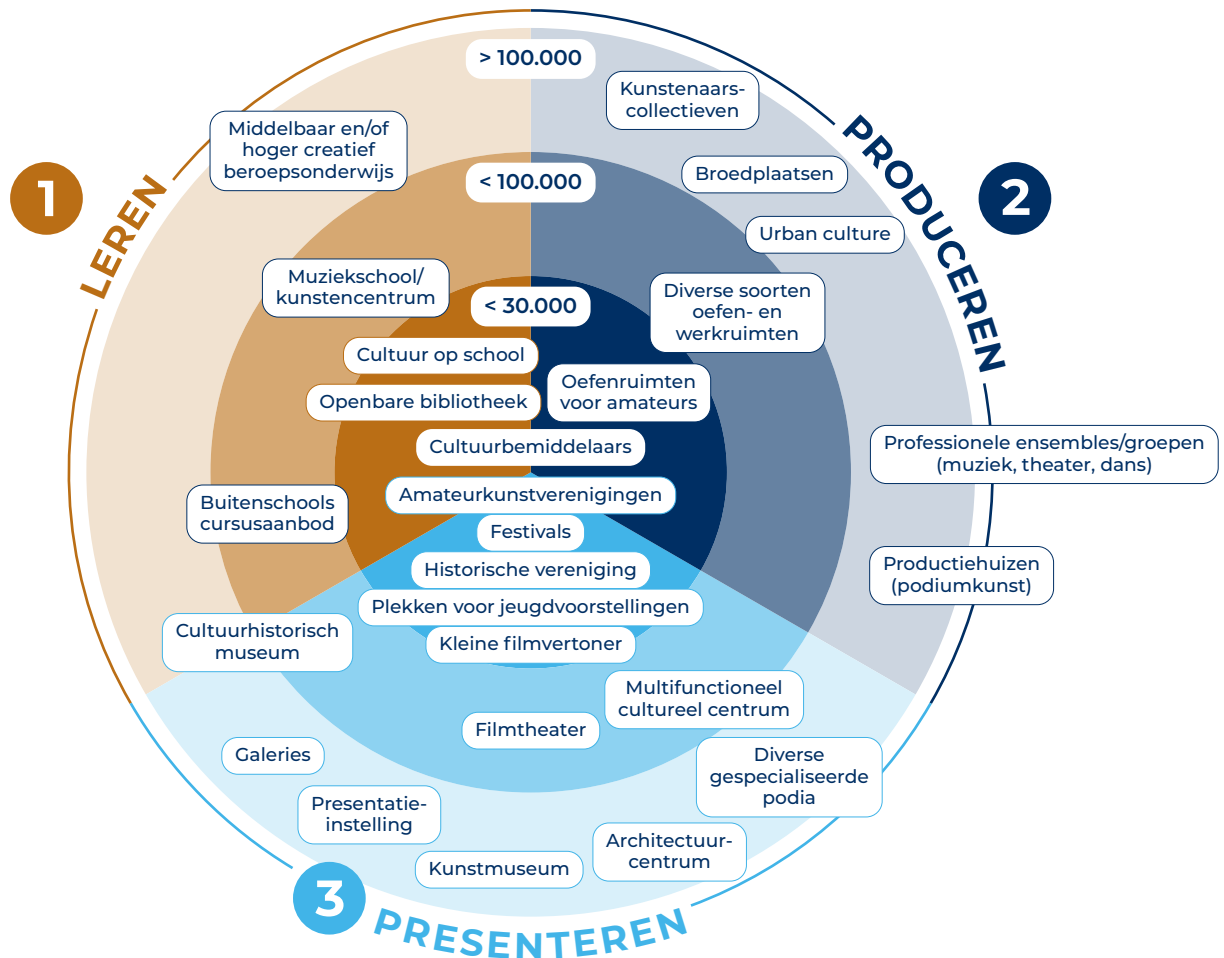 > 100.000
Kunstenaars-
collectieven
Middelbaar en/of
hoger creatief
beroepsonderwijs
PRODUCEREN
2
Broedplaatsen
< 100.000
1
LEREN
Urban culture
Muziekschool/
kunstencentrum
Diverse soorten
oefen- en
werkruimten
< 30.000
Cultuur op school
Oefenruimten
voor amateurs
Openbare bibliotheek
Cultuurbemiddelaars
Professionele ensembles/groepen
(muziek, theater, dans)
Amateurkunstverenigingen
Buitenschools
cursusaanbod
Festivals
Historische vereniging
Productiehuizen
(podiumkunst)
Plekken voor jeugdvoorstellingen
Cultuurhistorisch
museum
Kleine filmvertoner
Multifunctioneel
cultureel centrum
Filmtheater
Galeries
Diverse
gespecialiseerde
podia
Presentatie-
instelling
Architectuur-
centrum
Kunstmuseum
3
PRESENTEREN